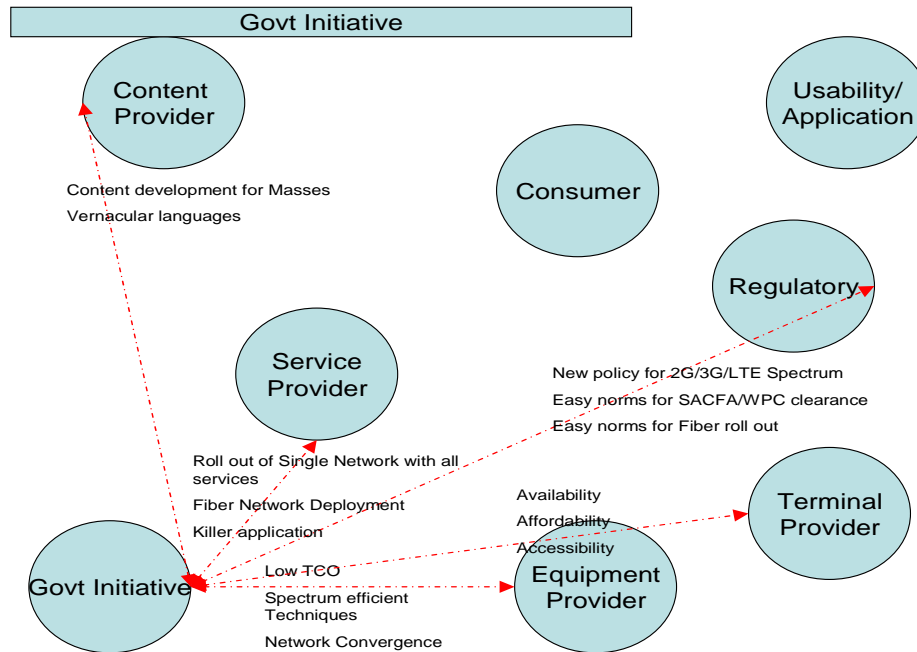 Govt Initiative
Content
Provider
Usability/
Application
Consumer
Content development for Masses
Vernacular languages
Regulatory
Service
Provider
New policy for 2G/3G/LTE Spectrum
Easy norms for SACFA/WPC clearance
Easy norms for Fiber roll out
Roll out of Single Network with all
services
Fiber Network Deployment
Killer application
Availability
Affordability
Accessibility
Terminal
Provider
Govt Initiative
Low TCO
Spectrum efficient
Techniques
Network Convergence
Equipment
Provider